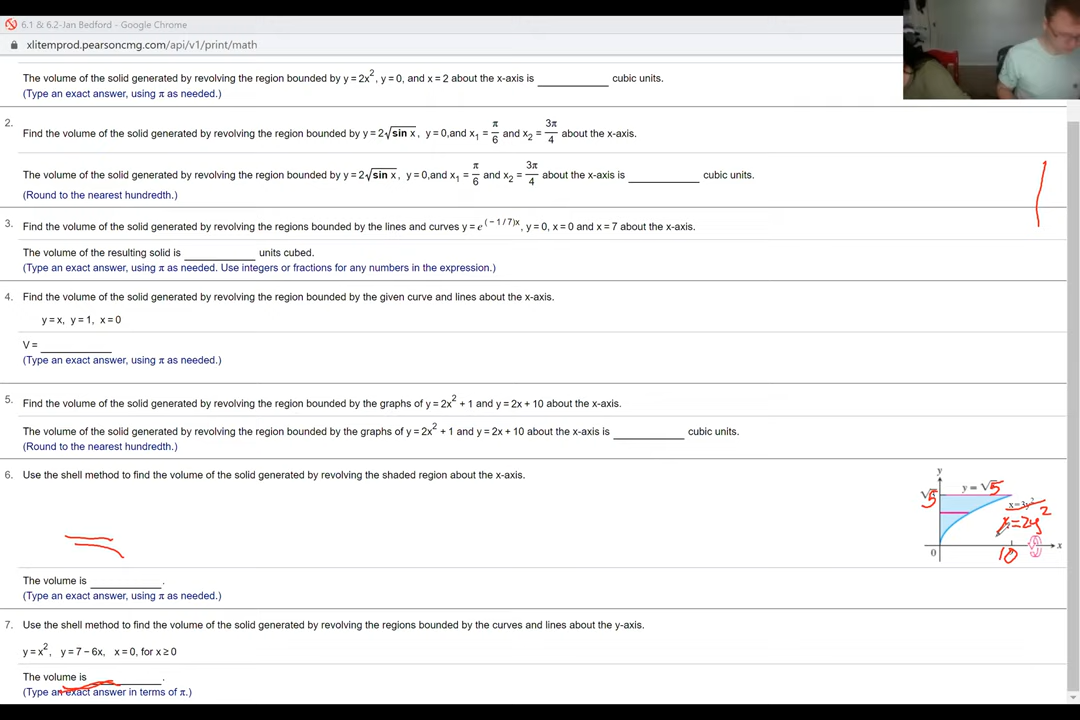 6.1 & 6.2-Jan Bedford - Google Chrome
xlitemprod.pearsoncmg.com/api/v1/print/math
The volume of the solid generated by revolving the region bounded by y = 2x², y = 0, and x = 2 about the x-axis is __________ cubic units.
(Type an exact answer, using π as needed.)
2. Find the volume of the solid generated by revolving the region bounded by y = 2√sin x, y = 0,and x₁ = π/6 and x₂ = 3π/4 about the x-axis.
The volume of the solid generated by revolving the region bounded by y = 2√sin x, y = 0,and x₁ = π/6 and x₂ = 3π/4 about the x-axis is __________ cubic units.
(Round to the nearest hundredth.)
3. Find the volume of the solid generated by revolving the regions bounded by the lines and curves y = e^(−1/7)x, y = 0, x = 0 and x = 7 about the x-axis.
The volume of the resulting solid is __________ units cubed.
(Type an exact answer, using π as needed. Use integers or fractions for any numbers in the expression.)
4. Find the volume of the solid generated by revolving the region bounded by the given curve and lines about the x-axis.
y = x, y = 1, x = 0
V = __________
(Type an exact answer, using π as needed.)
5. Find the volume of the solid generated by revolving the region bounded by the graphs of y = 2x² + 1 and y = 2x + 10 about the x-axis.
The volume of the solid generated by revolving the region bounded by the graphs of y = 2x² + 1 and y = 2x + 10 about the x-axis is __________ cubic units.
(Round to the nearest hundredth.)
6. Use the shell method to find the volume of the solid generated by revolving the shaded region about the x-axis.
y
√5 y = √5
x = 3y²
x = 2y²
0 10 x
The volume is __________.
(Type an exact answer, using π as needed.)
7. Use the shell method to find the volume of the solid generated by revolving the regions bounded by the curves and lines about the y-axis.
y = x², y = 7 − 6x, x = 0, for x ≥ 0
The volume is __________.
(Type an exact answer in terms of π.)